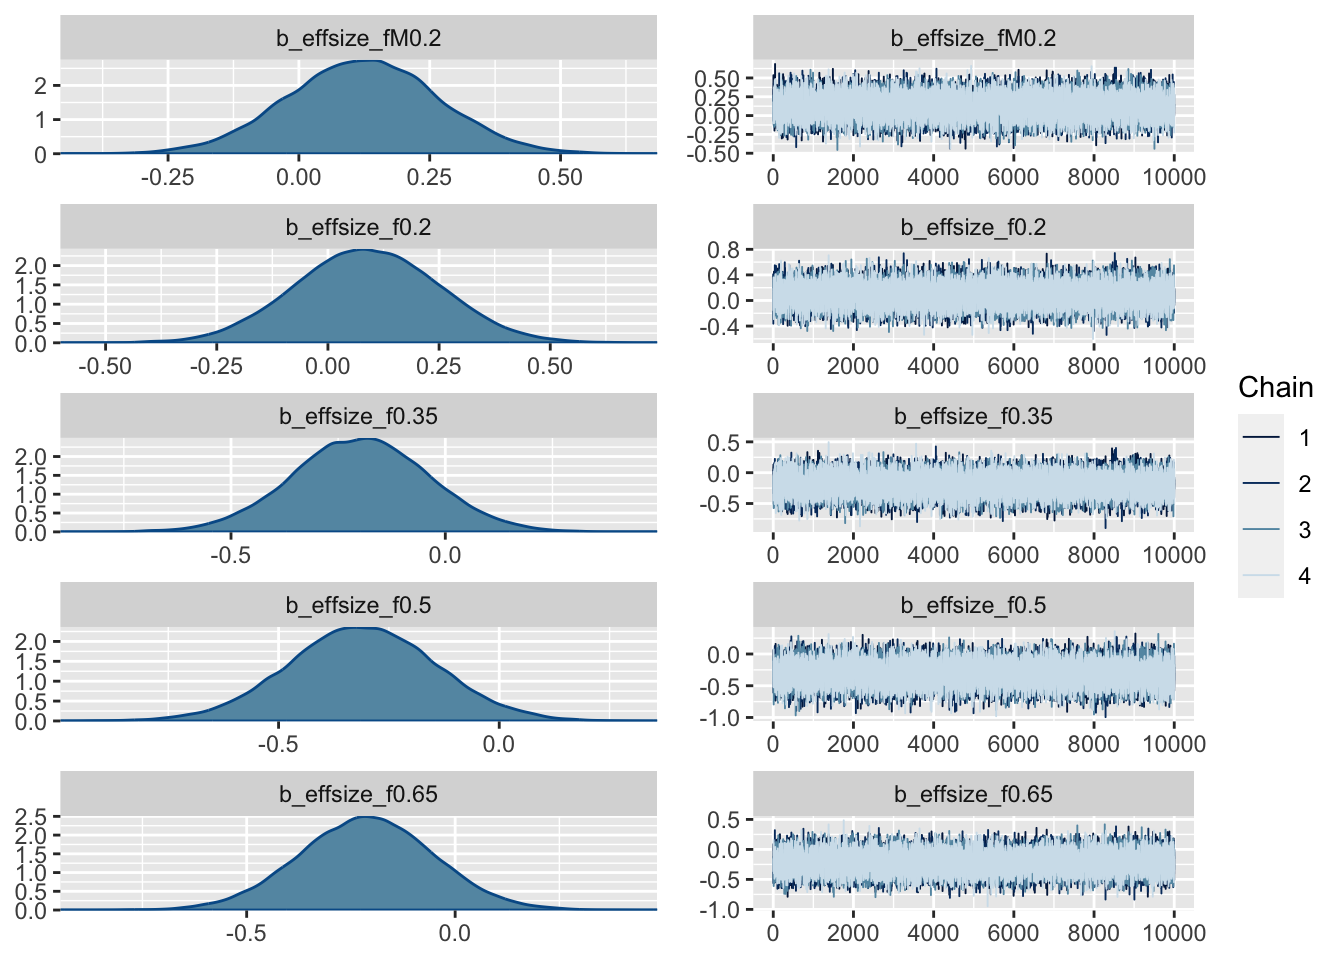 b_effsize_fM0.2
2
1
0
-0.25 0.00 0.25 0.50
b_effsize_fM0.2
0.50
0.25
0.00
-0.25
-0.50
0 2000 4000 6000 8000 10000
b_effsize_f0.2
2.0
1.5
1.0
0.5
0.0
-0.50 -0.25 0.00 0.25 0.50
b_effsize_f0.2
0.8
0.4
0.0
-0.4
0 2000 4000 6000 8000 10000
b_effsize_f0.35
2.0
1.5
1.0
0.5
0.0
-0.5 0.0
b_effsize_f0.35
0.5
0.0
-0.5
0 2000 4000 6000 8000 10000
b_effsize_f0.5
2.0
1.5
1.0
0.5
0.0
-0.5 0.0
b_effsize_f0.5
0.0
-0.5
-1.0
0 2000 4000 6000 8000 10000
b_effsize_f0.65
2.5
2.0
1.5
1.0
0.5
0.0
-0.5 0.0
b_effsize_f0.65
0.5
0.0
-0.5
-1.0
0 2000 4000 6000 8000 10000
Chain
1
2
3
4